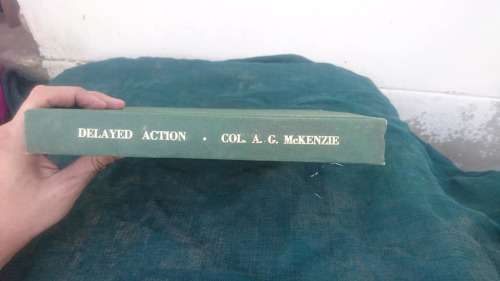 DELAYED ACTION . COL. A. G. McKENZIE